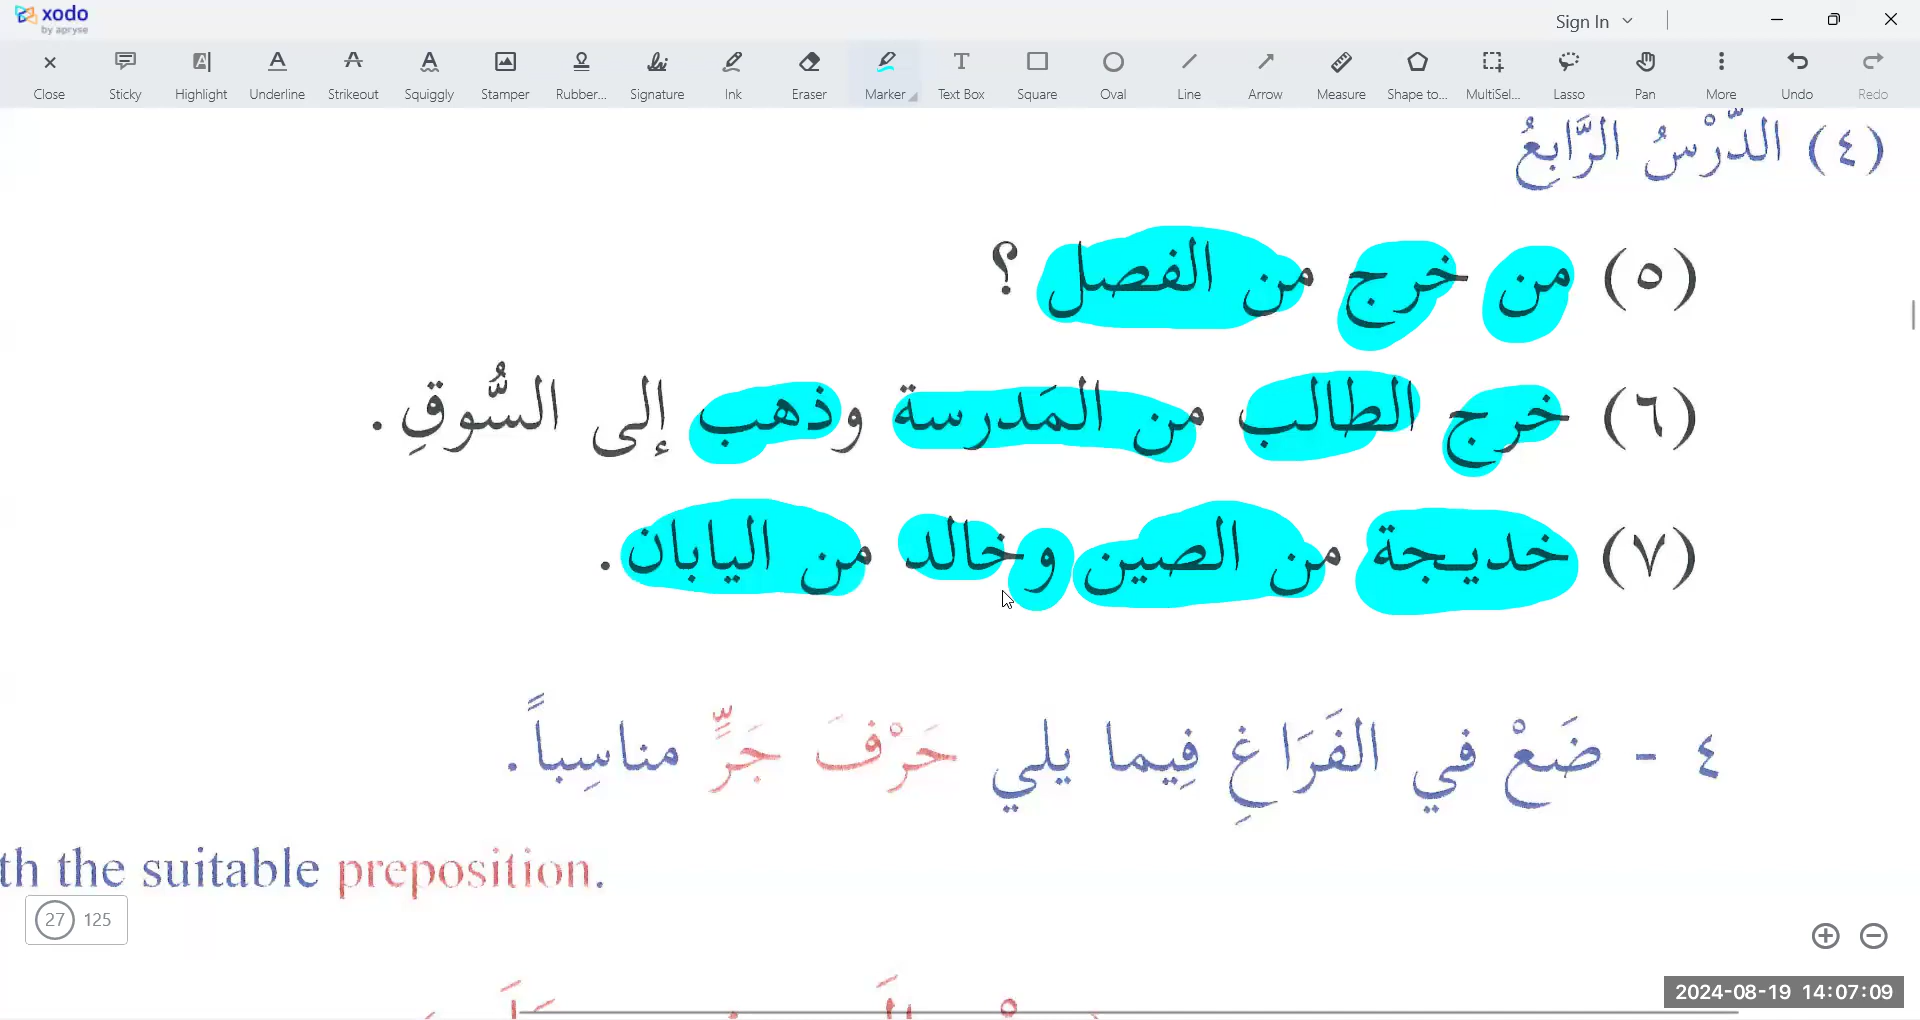 xodo
by apryse
Sign In
Close Sticky Highlight Underline Strikeout Squiggly Stamper Rubber... Signature Ink Eraser Marker Text Box Square Oval Line Arrow Measure Shape to... MultiSel... Lasso Pan More Undo Redo
(٤) الدَّرْسُ الرَّابِعُ
(٥) من خرج من الفصل ؟
(٦) خرج الطالب من المَدرسة وذهب إلى السُّوقِ .
(٧) خديجة من الصين وخالد من اليابان .
٤ - ضَعْ في الفَرَاغِ فِيما يلي حَرْفَ جَرٍّ مناسِباً .
th the suitable preposition.
27 125
2024-08-19 14:07:09